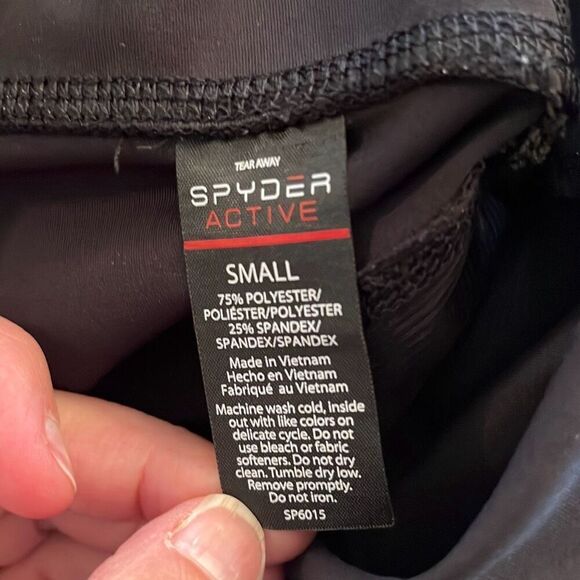 TEAR AWAY
SPYDER
ACTIVE
SMALL
75% POLYESTER/
POLIÉSTER/POLYESTER
25% SPANDEX/
SPANDEX/SPANDEX
Made in Vietnam
Hecho en Vietnam
Fabriqué au Vietnam
Machine wash cold, inside
out with like colors on
delicate cycle. Do not
use bleach or fabric
softeners. Do not dry
clean. Tumble dry low.
Remove promptly.
Do not iron.
SP6015